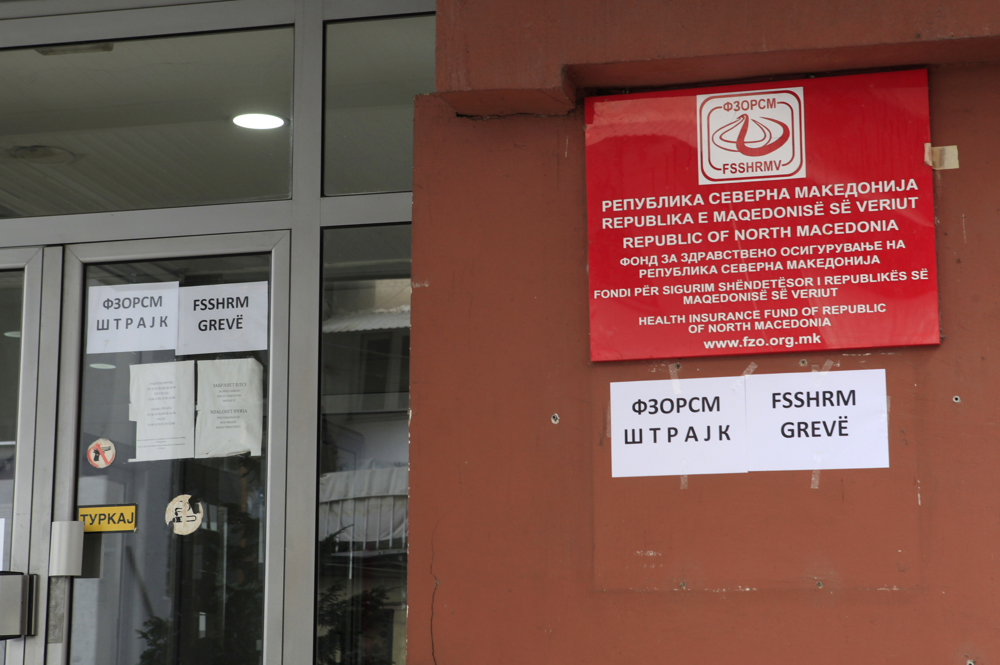 ФЗОРСМ
FSSHRMV
РЕПУБЛИКА СЕВЕРНА МАКЕДОНИЈА
REPUBLIKA E MAQEDONISË SË VERIUT
REPUBLIC OF NORTH MACEDONIA
ФОНД ЗА ЗДРАВСТВЕНО ОСИГУРУВАЊЕ НА
РЕПУБЛИКА СЕВЕРНА МАКЕДОНИЈА
FONDI PËR SIGURIM SHËNDETËSOR I REPUBLIKËS SË
MAQEDONISË SË VERIUT
HEALTH INSURANCE FUND OF REPUBLIC
OF NORTH MACEDONIA
www.fzo.org.mk
ФЗОРСМ
ШТРАЈК
FSSHRM
GREVË
ФЗОРСМ
ШТРАЈК
FSSHRM
GREVË
ТУРКАЈ